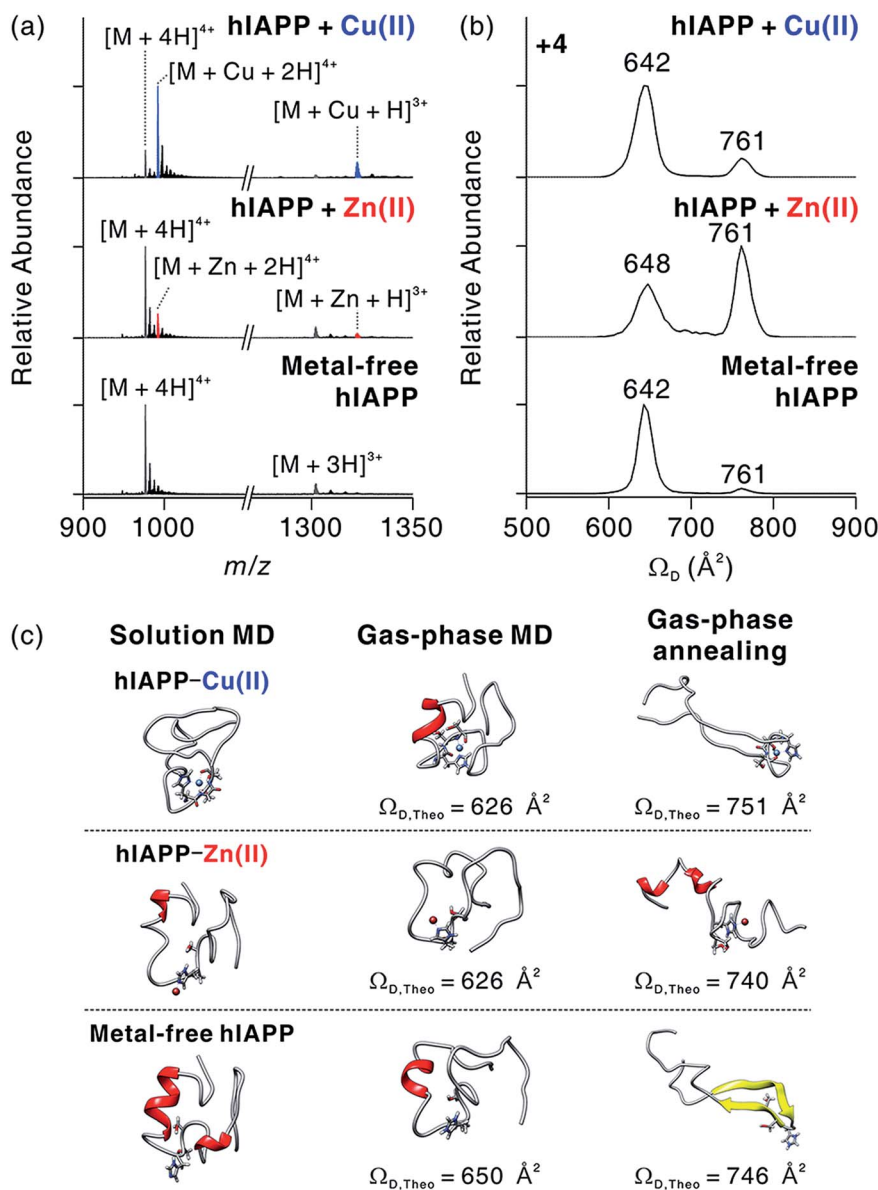 (a)
hIAPP + Cu(II)
[M + 4H]4+
[M + Cu + 2H]4+
[M + Cu + H]3+
hIAPP + Zn(II)
[M + 4H]4+
[M + Zn + 2H]4+
[M + Zn + H]3+
Metal-free
hIAPP
[M + 4H]4+
[M + 3H]3+
Relative Abundance
900 1000 1300 1350
m/z
(b)
+4
hIAPP + Cu(II)
642
761
hIAPP + Zn(II)
761
648
Metal-free
hIAPP
642
761
Relative Abundance
500 600 700 800 900
ΩD (Å2)
(c)
Solution MD
Gas-phase MD
Gas-phase
annealing
hIAPP–Cu(II)
ΩD,Theo = 626 Å2
ΩD,Theo = 751 Å2
hIAPP–Zn(II)
ΩD,Theo = 626 Å2
ΩD,Theo = 740 Å2
Metal-free hIAPP
ΩD,Theo = 650 Å2
ΩD,Theo = 746 Å2